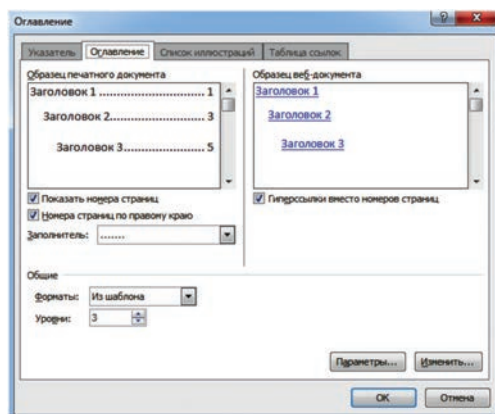 Оглавление
Указатель Оглавление Список иллюстраций Таблица ссылок
Образец печатного документа
Заголовок 1 ........................ 1
Заголовок 2..................... 3
Заголовок 3................. 5
Образец веб-документа
Заголовок 1
Заголовок 2
Заголовок 3
Показать номера страниц
Номера страниц по правому краю
Заполнитель: .......
Гиперссылки вместо номеров страниц
Общие
Форматы: Из шаблона
Уровни: 3
Параметры... Изменить...
ОК Отмена